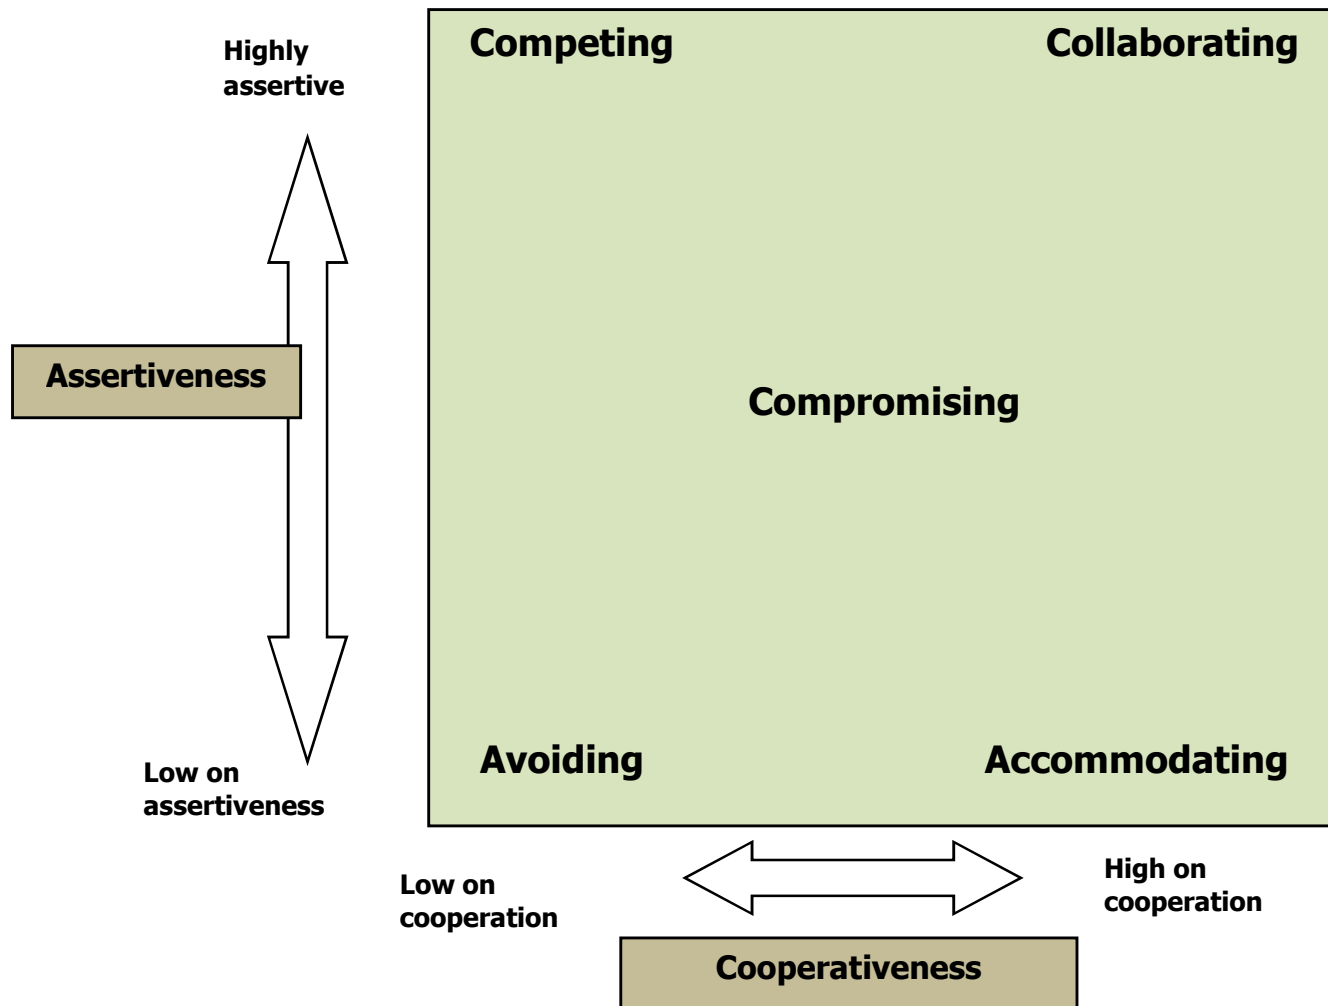 Competing
Collaborating
Highly
assertive
Assertiveness
Compromising
Low on
assertiveness
Avoiding
Accommodating
Low on
cooperation
High on
cooperation
Cooperativeness